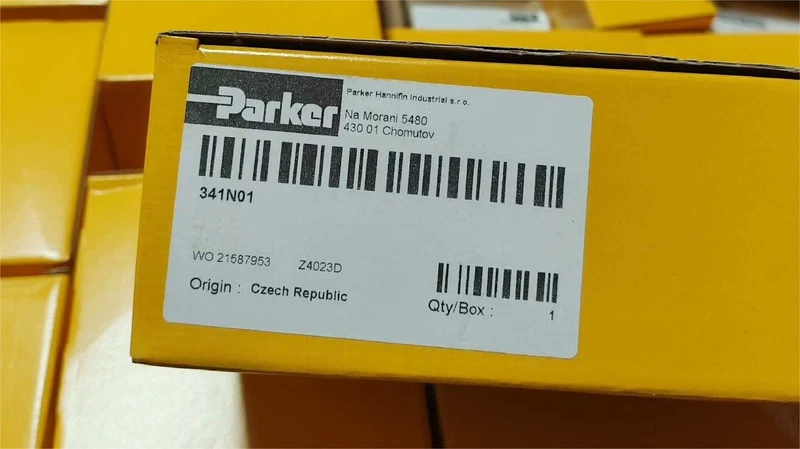 Parker
Parker Hannifin Industrial s.r.o.
Na Morani 5480
430 01 Chomutov
341N01
WO 21587953 Z4023D
Origin : Czech Republic
Qty/Box : 1